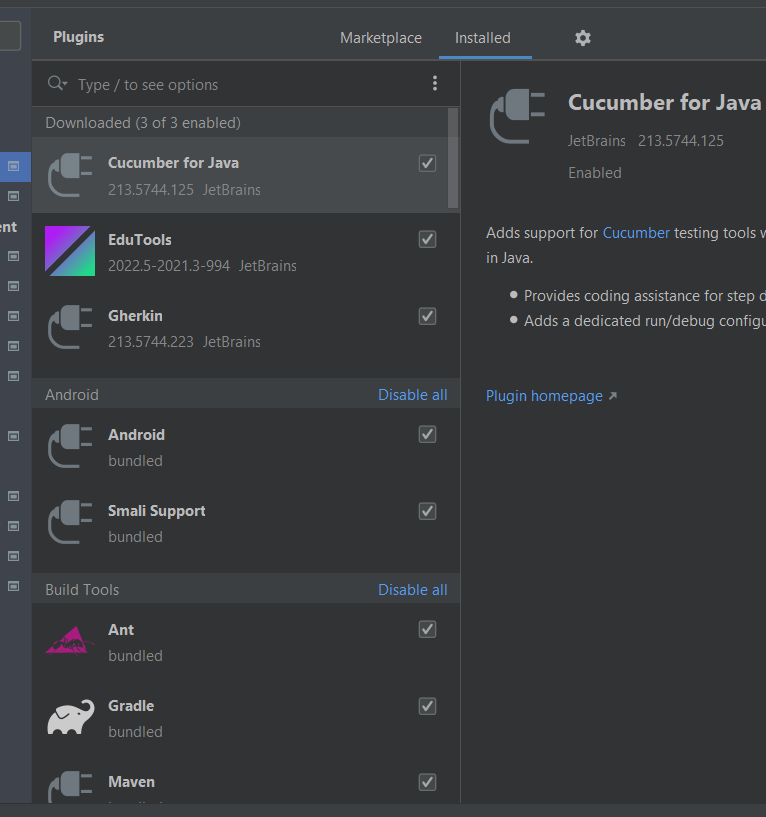 Plugins
Marketplace
Installed
Type / to see options
Downloaded (3 of 3 enabled)
Cucumber for Java
213.5744.125 JetBrains
EduTools
2022.5-2021.3-994 JetBrains
Gherkin
213.5744.223 JetBrains
Android Disable all
Android
bundled
Smali Support
bundled
Build Tools Disable all
Ant
bundled
Gradle
bundled
Maven
ent
Cucumber for Java
JetBrains 213.5744.125
Enabled
Adds support for Cucumber testing tools w
in Java.
Provides coding assistance for step d
Adds a dedicated run/debug configu
Plugin homepage